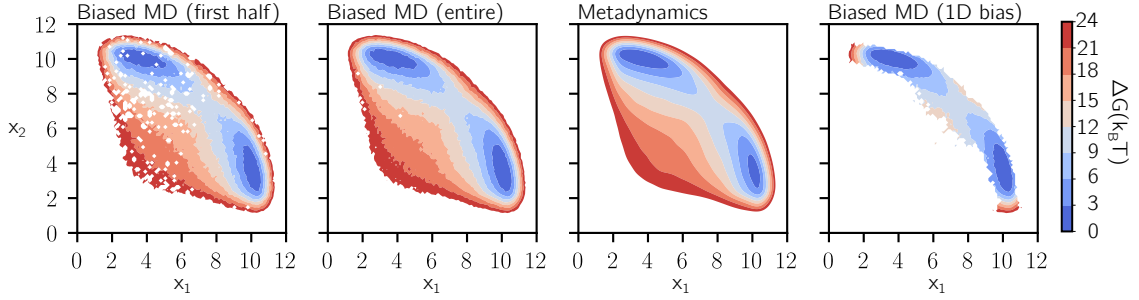 Biased MD (first half)
Biased MD (entire)
Metadynamics
Biased MD (1D bias)
12
10
8
6
4
2
0
x₂
0 2 4 6 8 10 12
x₁
0 2 4 6 8 10 12
x₁
0 2 4 6 8 10 12
x₁
0 2 4 6 8 10 12
x₁
24
21
18
15
12
9
6
3
0
ΔG(k_BT)